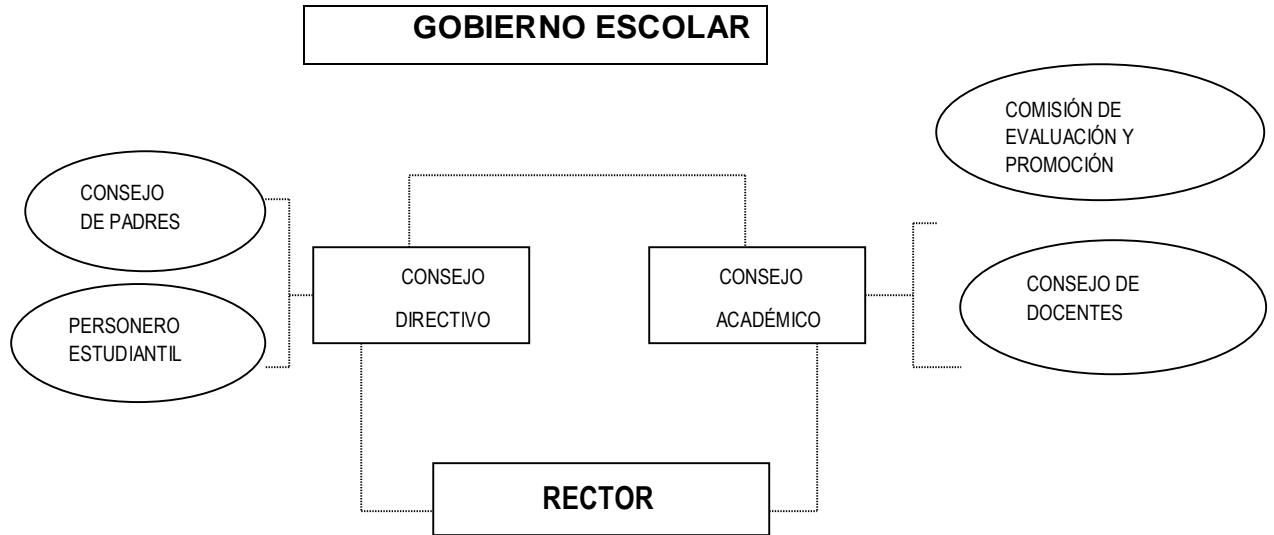 GOBIERNO ESCOLAR
COMISIÓN DE
EVALUACIÓN Y
PROMOCIÓN
CONSEJO
DE PADRES
CONSEJO
DIRECTIVO
CONSEJO
ACADÉMICO
CONSEJO DE
DOCENTES
PERSONERO
ESTUDIANTIL
RECTOR